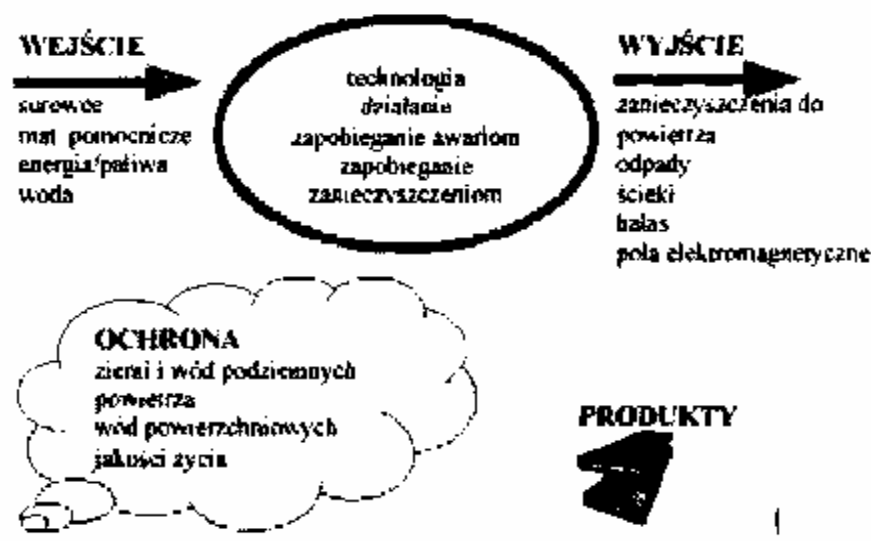 WEJŚCIE
surowce
mat. pomocnicze
energia/paliwa
woda
technologia
działanie
zapobieganie awariom
zapobieganie
zanieczyszczeniom
WYJŚCIE
zanieczyszczenia do
powietrza
odpady
ścieki
hałas
pola elektromagnetyczne
OCHRONA
ziemi i wód podziemnych
powietrza
wód powierzchniowych
jakości życia
PRODUKTY